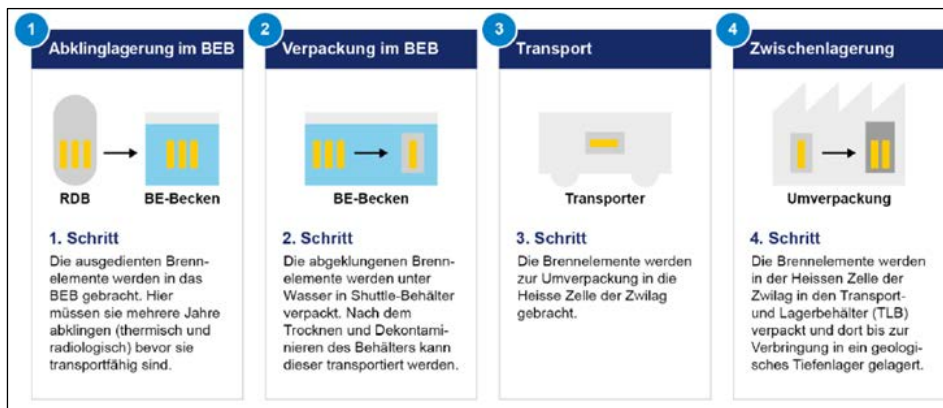 1
Abklinglagerung im BEB
RDB
BE-Becken
1. Schritt
Die ausgedienten Brenn-
elemente werden in das
BEB gebracht. Hier
müssen sie mehrere Jahre
abklingen (thermisch und
radiologisch) bevor sie
transportfähig sind.
2
Verpackung im BEB
BE-Becken
2. Schritt
Die abgeklungenen Brenn-
elemente werden unter
Wasser in Shuttle-Behälter
verpackt. Nach dem
Trocknen und Dekontami-
nieren des Behälters kann
dieser transportiert werden.
3
Transport
Transporter
3. Schritt
Die Brennelemente werden
zur Umverpackung in die
Heisse Zelle der Zwilag
gebracht.
4
Zwischenlagerung
Umverpackung
4. Schritt
Die Brennelemente werden
in der Heissen Zelle der
Zwilag in den Transport-
und Lagerbehälter (TLB)
verpackt und dort bis zur
Verbringung in ein geologi-
sches Tiefenlager gelagert.